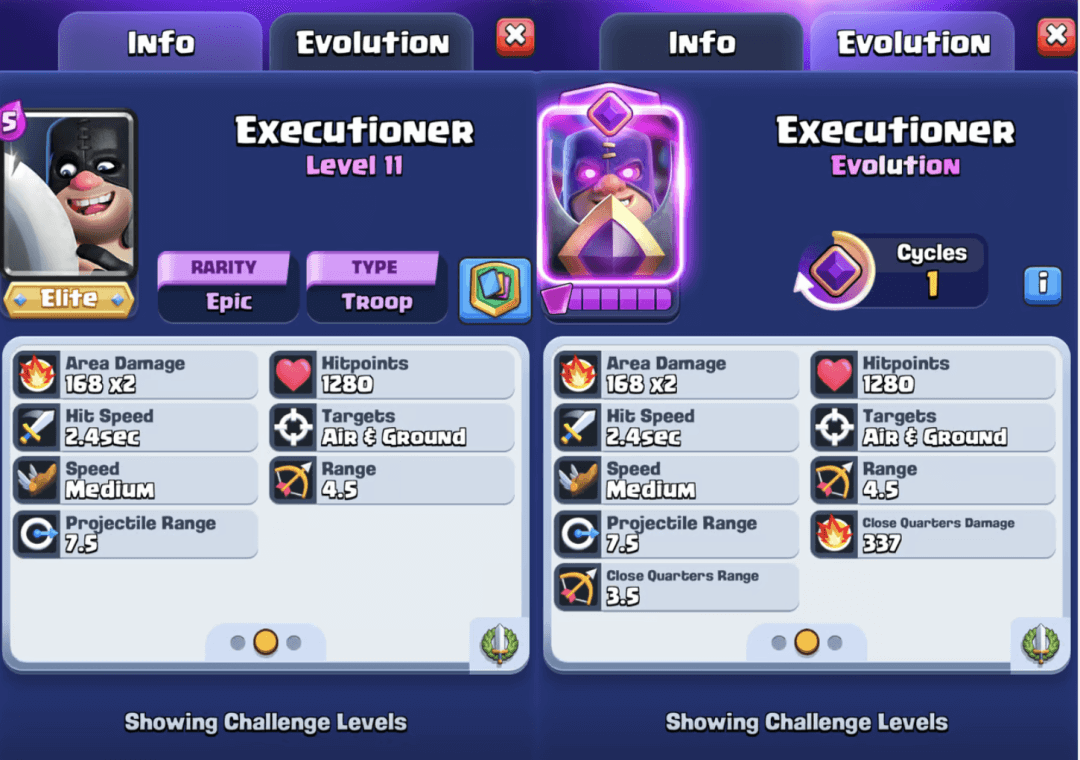 Info
Evolution
5
Executioner
Level 11
RARITY
Epic
TYPE
Troop
Elite
Area Damage
168 x2
Hitpoints
1280
Hit Speed
2.4sec
Targets
Air & Ground
Speed
Medium
Range
4.5
Projectile Range
7.5
Showing Challenge Levels
Info
Evolution
Executioner
Evolution
Cycles
1
i
Area Damage
168 x2
Hitpoints
1280
Hit Speed
2.4sec
Targets
Air & Ground
Speed
Medium
Range
4.5
Projectile Range
7.5
Close Quarters Damage
337
Close Quarters Range
3.5
Showing Challenge Levels